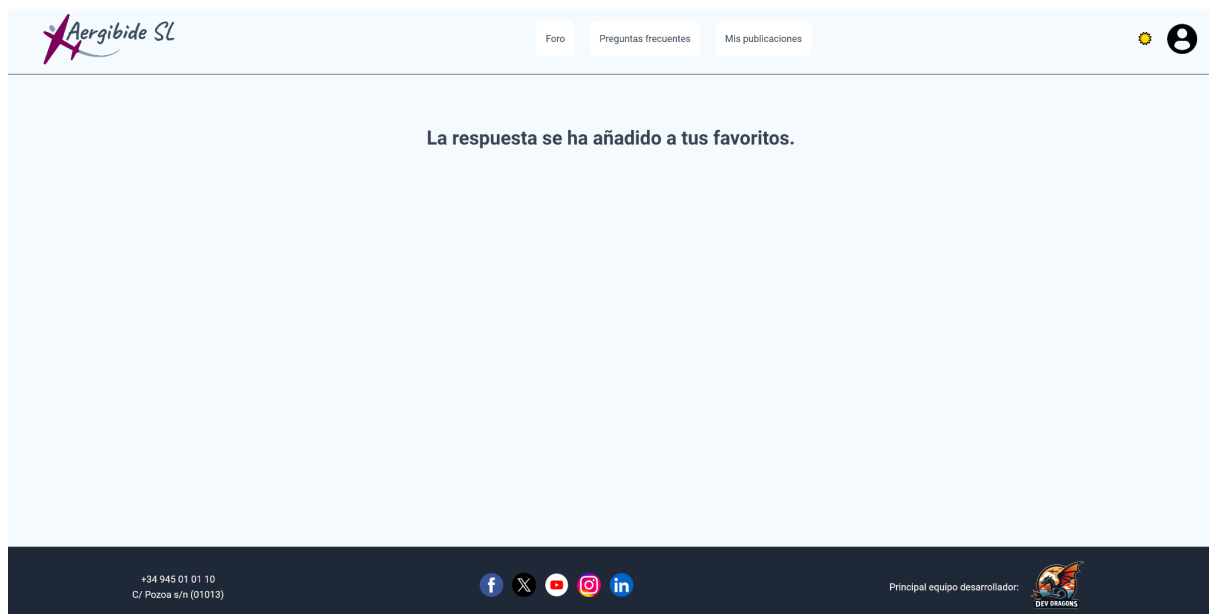 Aergibide SL
Foro
Preguntas frecuentes
Mis publicaciones
La respuesta se ha añadido a tus favoritos.
+34 945 01 01 10
C/ Pozoa s/n (01013)
Principal equipo desarrollador:
DEV DRAGONS